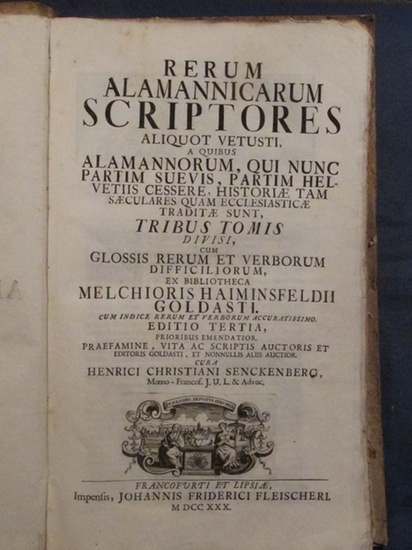 RERUM
ALAMANNICARUM
SCRIPTORES
ALIQUOT VETUSTI,
A QUIBUS
ALAMANNORUM, QUI NUNC
PARTIM SUEVIS, PARTIM HEL-
VETIIS CESSERE, HISTORIÆ TAM
SÆCULARES QUAM ECCLESIASTICÆ
TRADITÆ SUNT,
TRIBUS TOMIS
DIVISI,
CUM
GLOSSIS RERUM ET VERBORUM
DIFFICILIORUM,
EX BIBLIOTHECA
MELCHIORIS HAIMINSFELDII
GOLDASTI.
CUM INDICE RERUM ET VERBORUM ACCURATISSIMO.
EDITIO TERTIA,
PRIORIBUS EMENDATIOR,
PRAEFAMINE, VITA AC SCRIPTIS AUCTORIS ET
EDITORIS GOLDASTI, ET NONNULLIS ALIIS AUCTIOR.
CURA
HENRICI CHRISTIANI SENCKENBERG,
Moeno-Francof. J. U. L. & Advoc.
FRANCOFURTI ET LIPSIÆ,
Impensis, JOHANNIS FRIDERICI FLEISCHERI.
M DCC XXX.